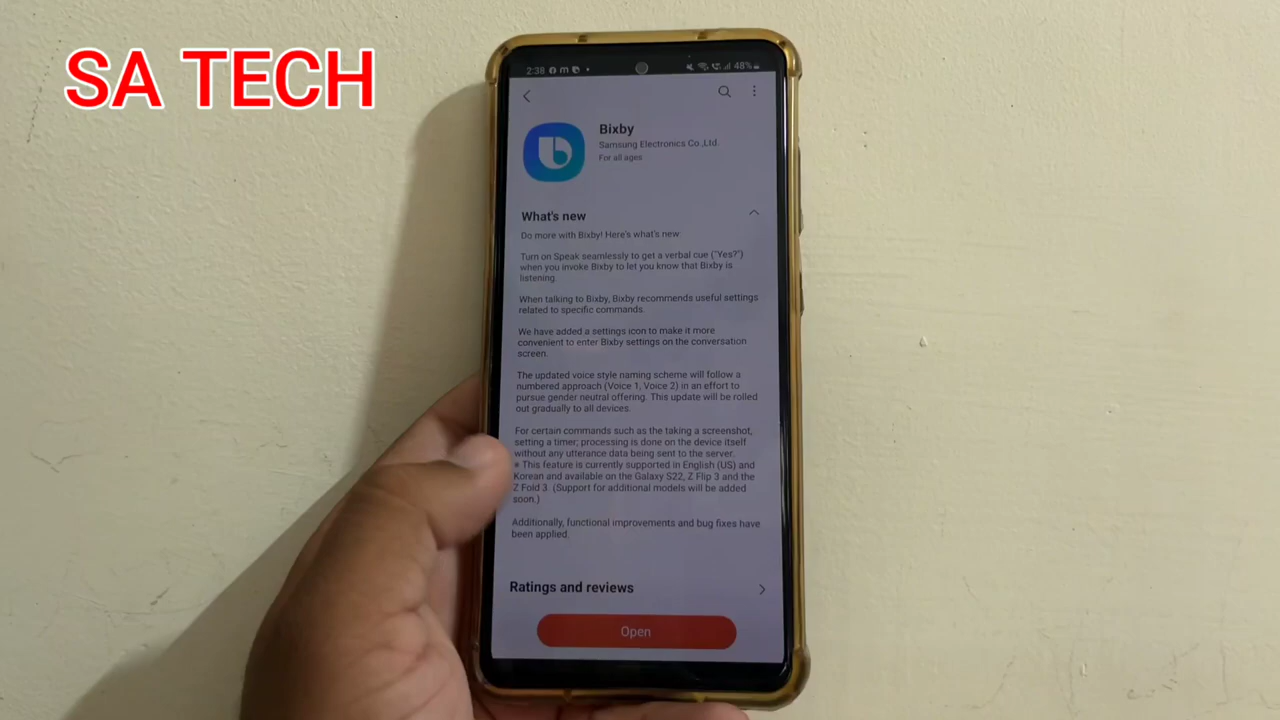 SA TECH
2:38
48%
Bixby
Samsung Electronics Co.,Ltd.
For all ages
What's new
Do more with Bixby! Here's what's new:
Turn on Speak seamlessly to get a verbal cue ("Yes?")
when you invoke Bixby to let you know that Bixby is
listening.
When talking to Bixby, Bixby recommends useful settings
related to specific commands.
We have added a settings icon to make it more
convenient to enter Bixby settings on the conversation
screen.
The updated voice style naming scheme will follow a
numbered approach (Voice 1, Voice 2) in an effort to
pursue gender neutral offering. This update will be rolled
out gradually to all devices.
For certain commands such as the taking a screenshot,
setting a timer; processing is done on the device itself
without any utterance data being sent to the server.
* This feature is currently supported in English (US) and
Korean and available on the Galaxy S22, Z Flip 3 and the
Z Fold 3. (Support for additional models will be added
soon.)
Additionally, functional improvements and bug fixes have
been applied.
Ratings and reviews
Open